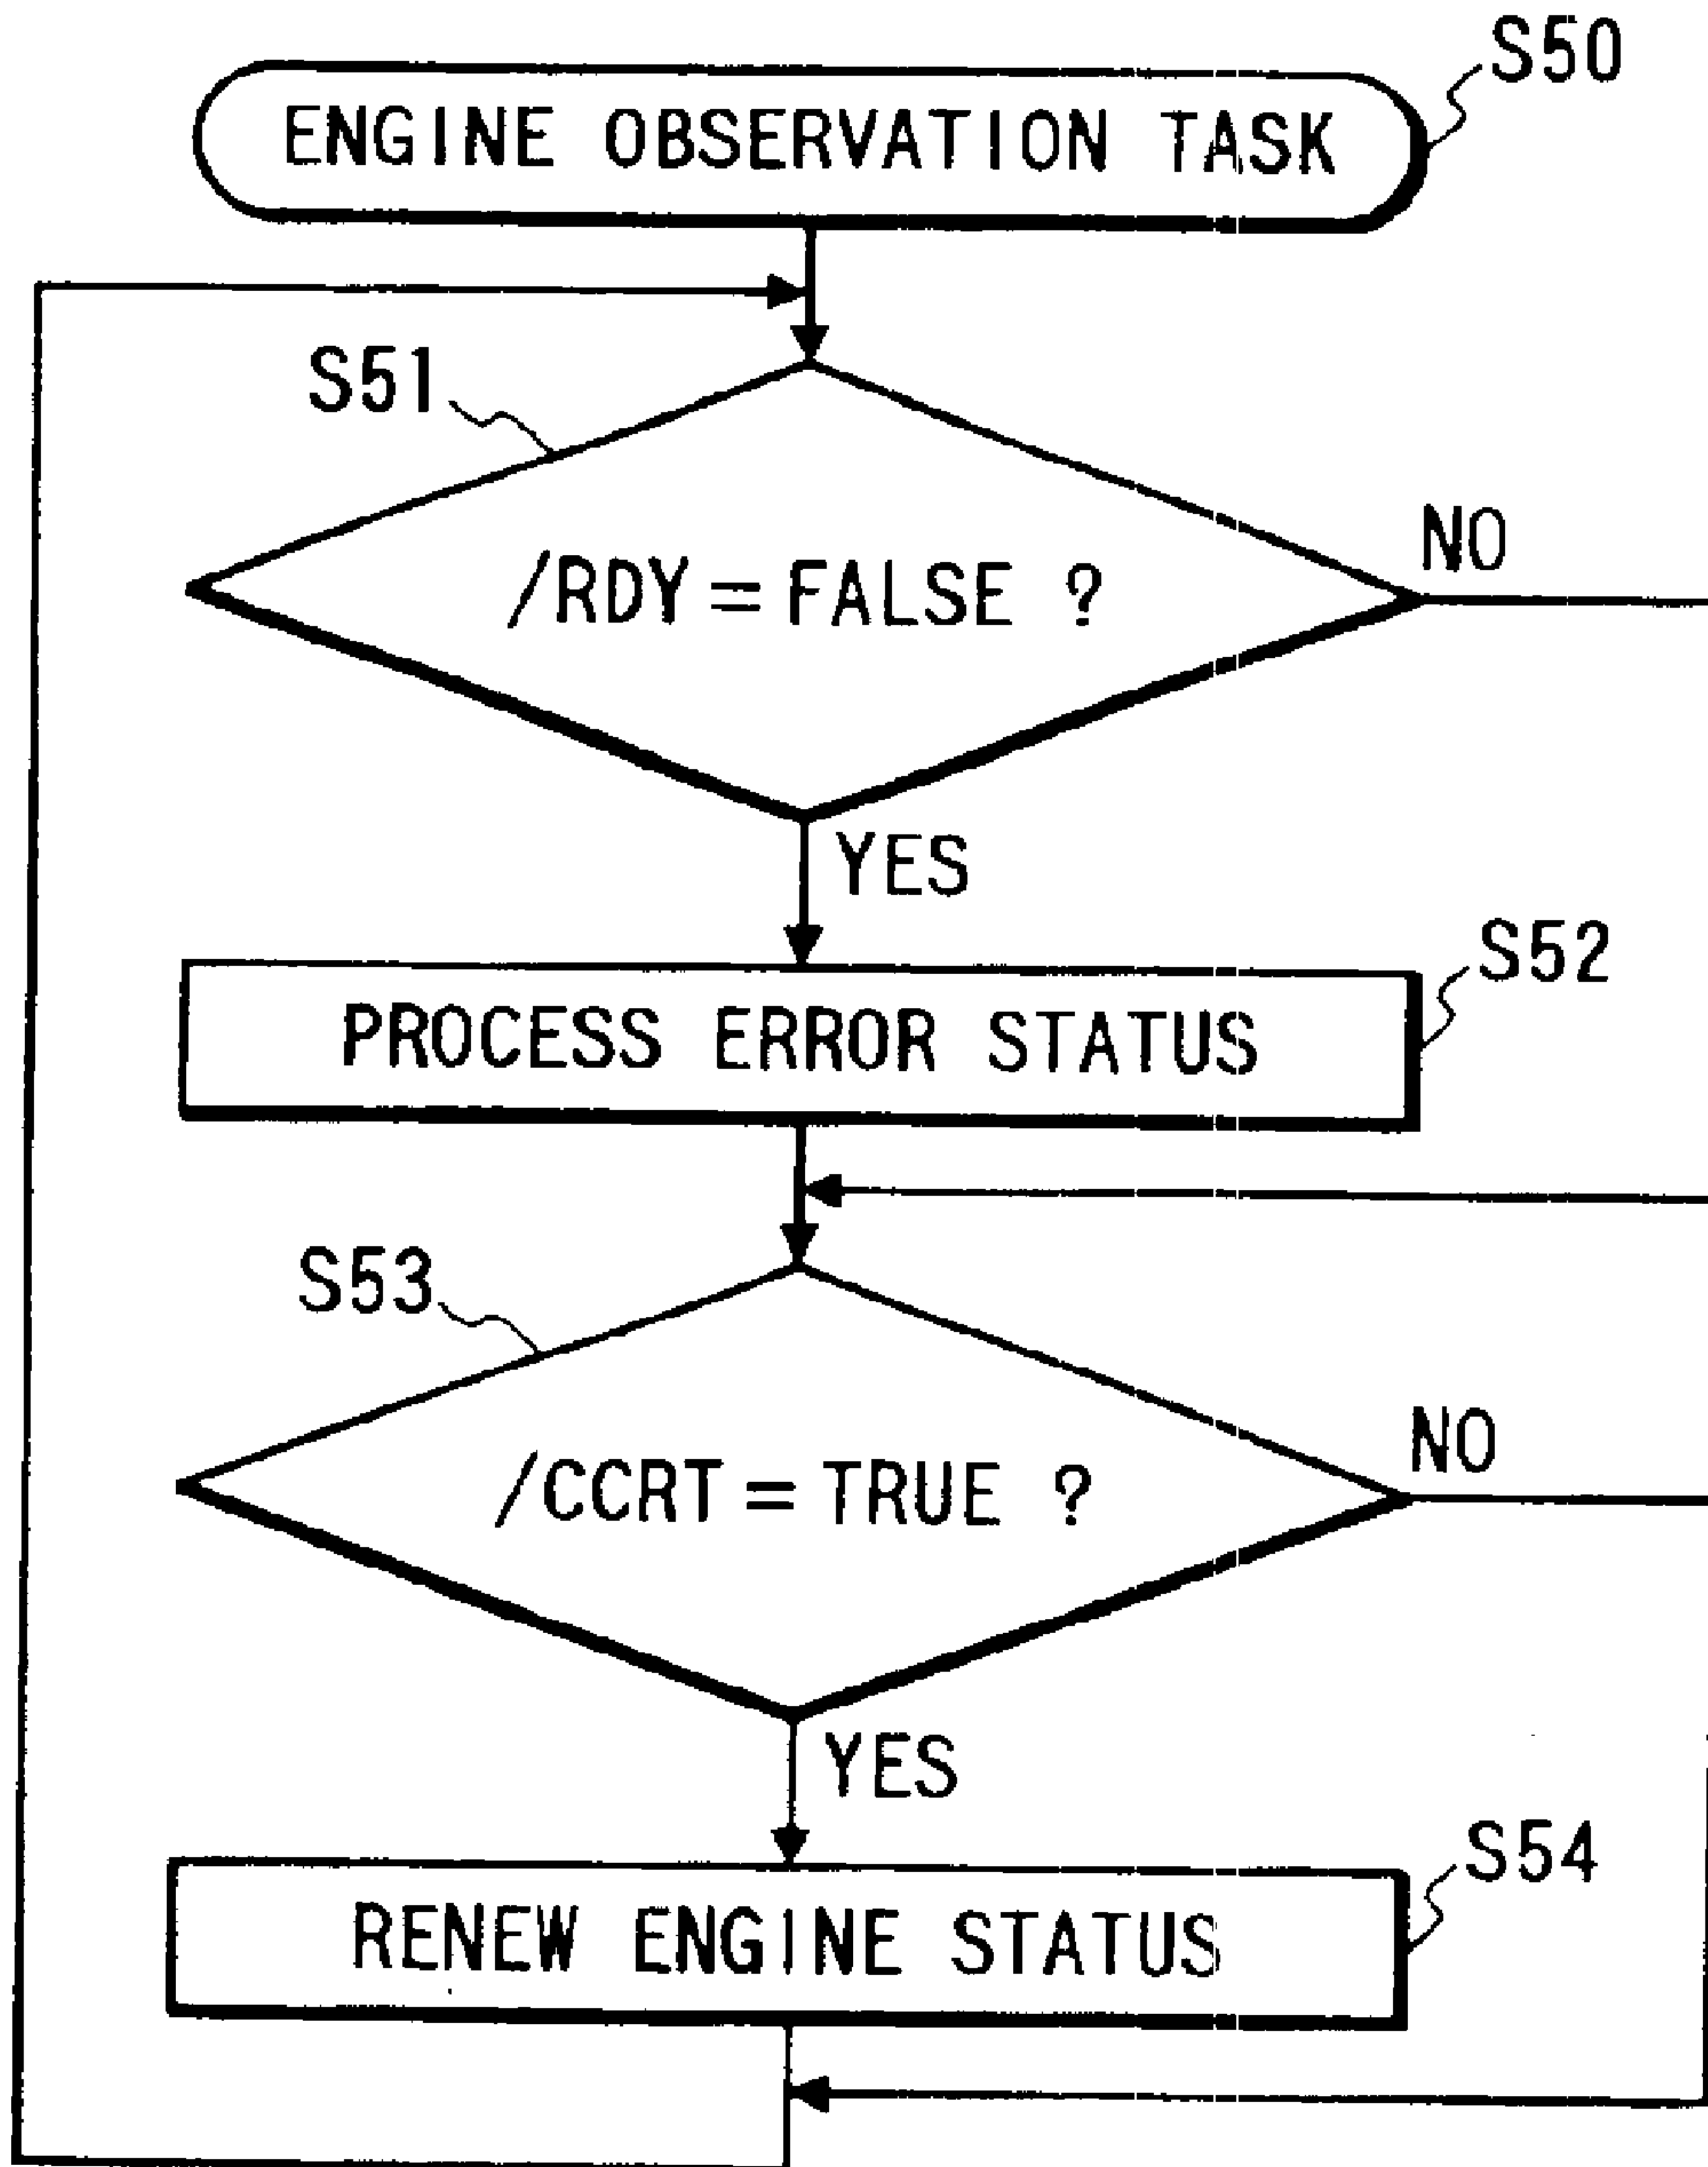 S50
ENGINE OBSERVATION TASK
S51
/RDY = FALSE ?
NO
YES
S52
PROCESS ERROR STATUS
S53
/CCRT = TRUE ?
NO
YES
S54
RENEW ENGINE STATUS